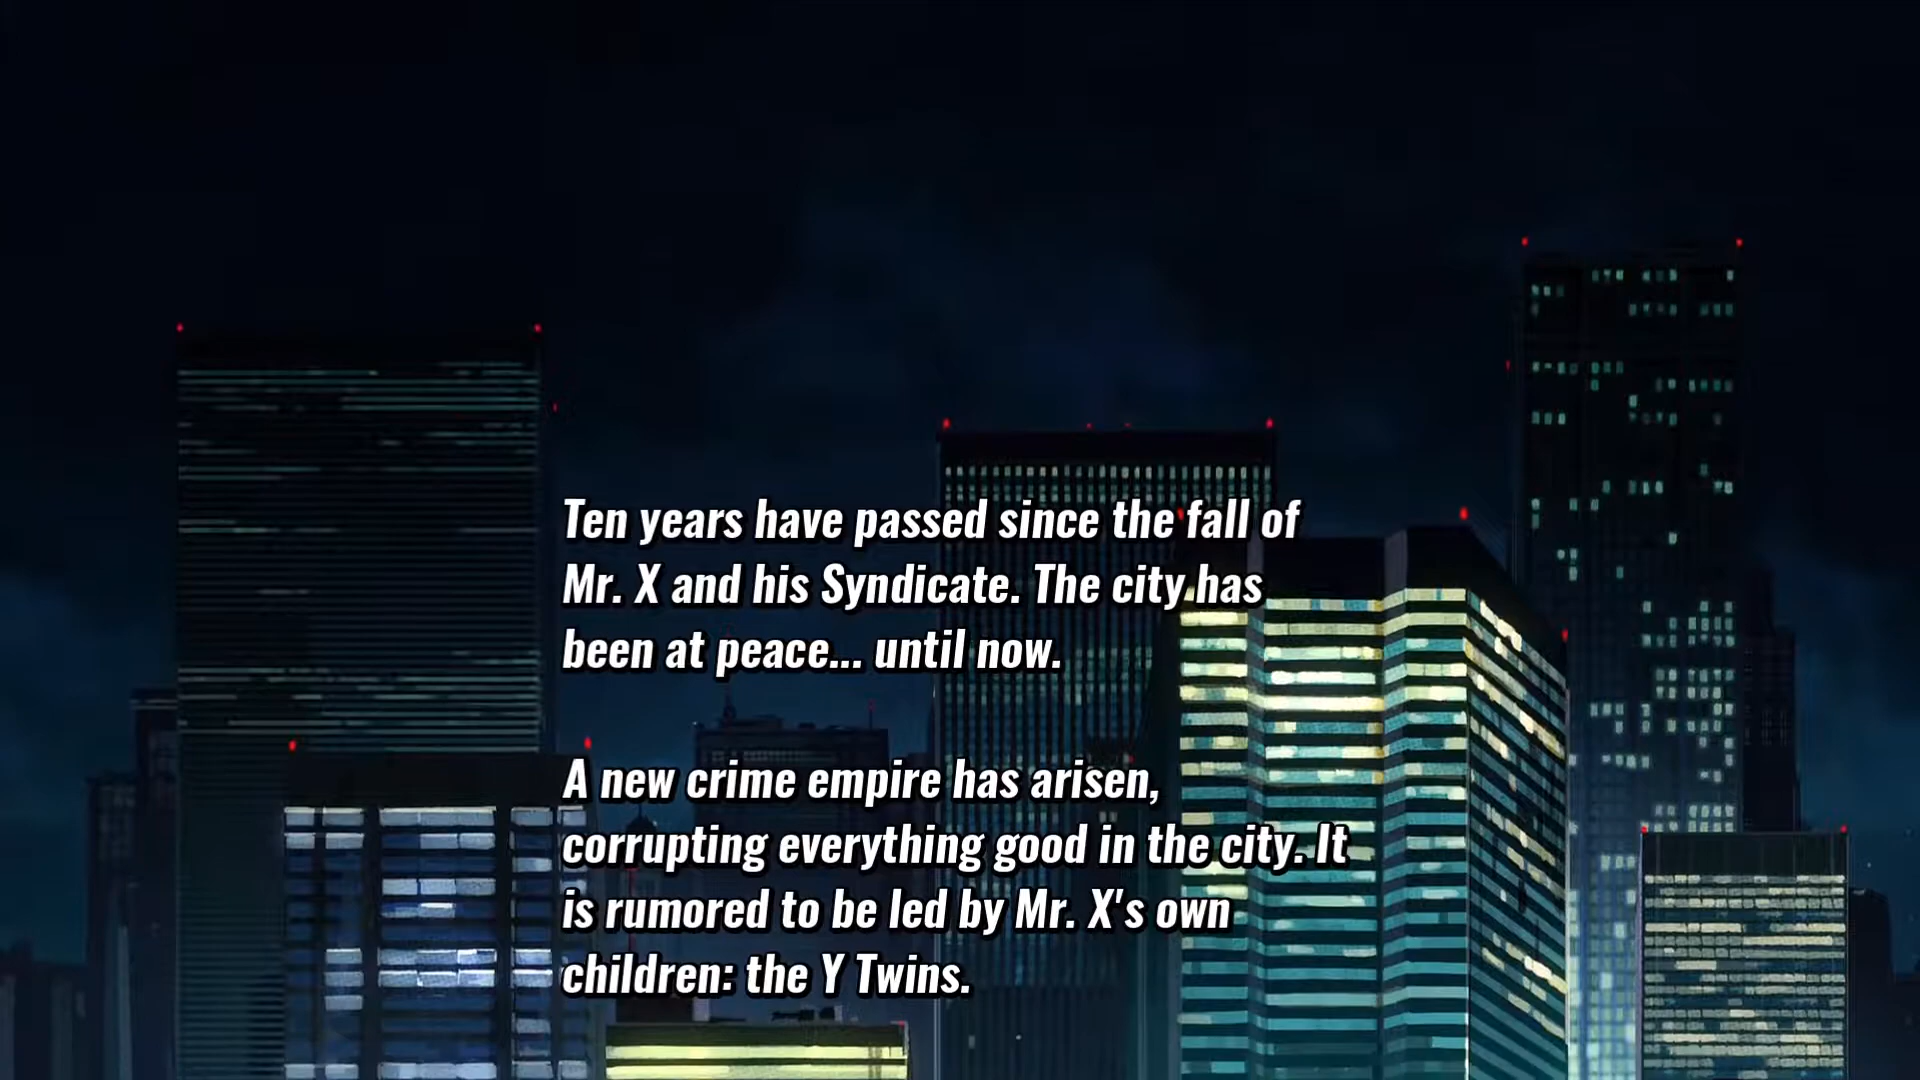 Ten years have passed since the fall of
Mr. X and his Syndicate. The city has
been at peace... until now.
A new crime empire has arisen,
corrupting everything good in the city. It
is rumored to be led by Mr. X's own
children: the Y Twins.